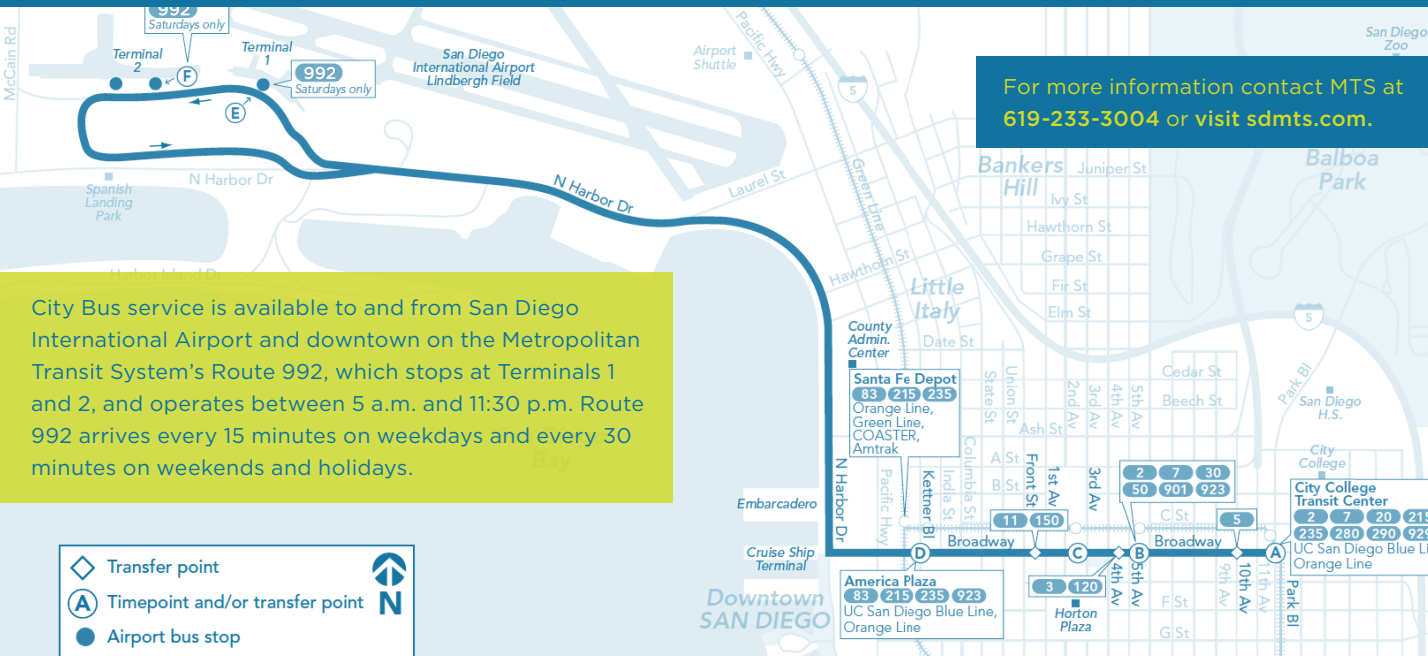 992
Saturdays only
McCain Rd
Terminal
2
F
Terminal
1
992
Saturdays only
E
San Diego
International Airport
Lindbergh Field
Airport
Shuttle
Pacific Hwy
5
San Diego
Zoo
For more information contact MTS at
619-233-3004 or visit sdmts.com.
Spanish
Landing
Park
N Harbor Dr
N Harbor Dr
Laurel St
Green Line
Bankers
Hill
Juniper St
Ivy St
Hawthorn St
Grape St
Fir St
Elm St
Balboa
Park
Harbor Island Dr
Hawthorn St
Little
Italy
Date St
5
City Bus service is available to and from San Diego
International Airport and downtown on the Metropolitan
Transit System's Route 992, which stops at Terminals 1
and 2, and operates between 5 a.m. and 11:30 p.m. Route
992 arrives every 15 minutes on weekdays and every 30
minutes on weekends and holidays.
Bay
County
Admin.
Center
Santa Fe Depot
83 215 235
Orange Line,
Green Line,
COASTER,
Amtrak
State St
Union St
2nd Av
3rd Av
4th Av
5th Av
Cedar St
Beech St
Ash St
Park Bl
San Diego
H.S.
City
College
A St
B St
C St
N Harbor Dr
Pacific Hwy
Kettner Bl
India St
Columbia St
Front St
1st Av
3rd Av
2 7 30
50 901 923
11 150
5
City College
Transit Center
2 7 20 215
235 280 290 929
UC San Diego Blue Li
Orange Line
Embarcadero
Cruise Ship
Terminal
D
Broadway
C
B
Broadway
A
America Plaza
83 215 235 923
UC San Diego Blue Line,
Orange Line
3 120
Horton
Plaza
4th Av
5th Av
9th Av
10th Av
11th Av
Park Bl
F St
G St
Downtown
SAN DIEGO
Transfer point
A Timepoint and/or transfer point
Airport bus stop
N